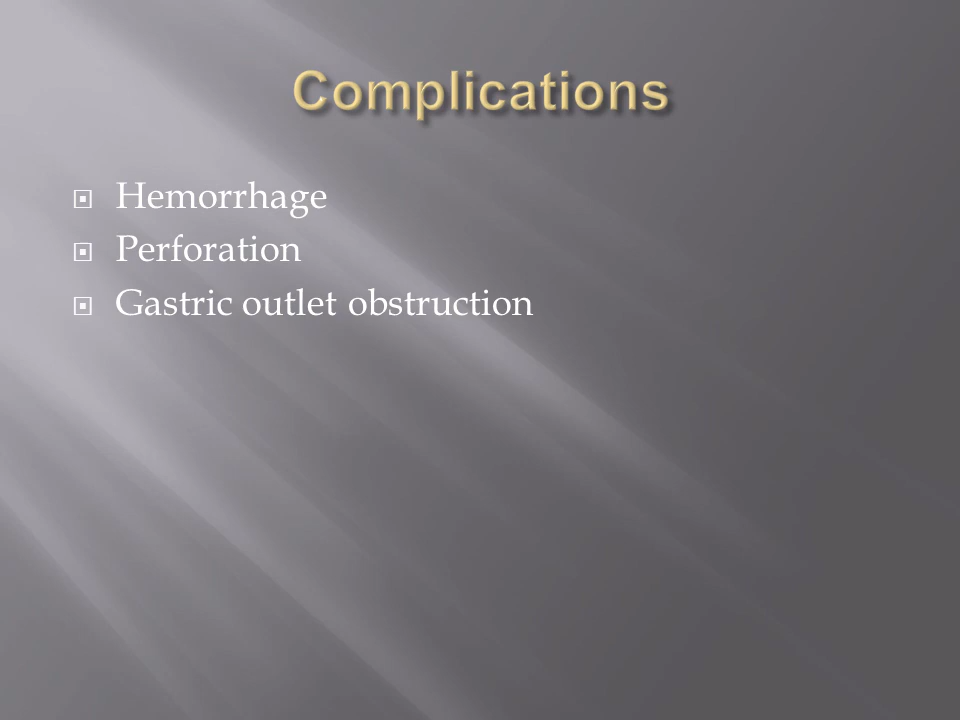 Complications
Hemorrhage
Perforation
Gastric outlet obstruction